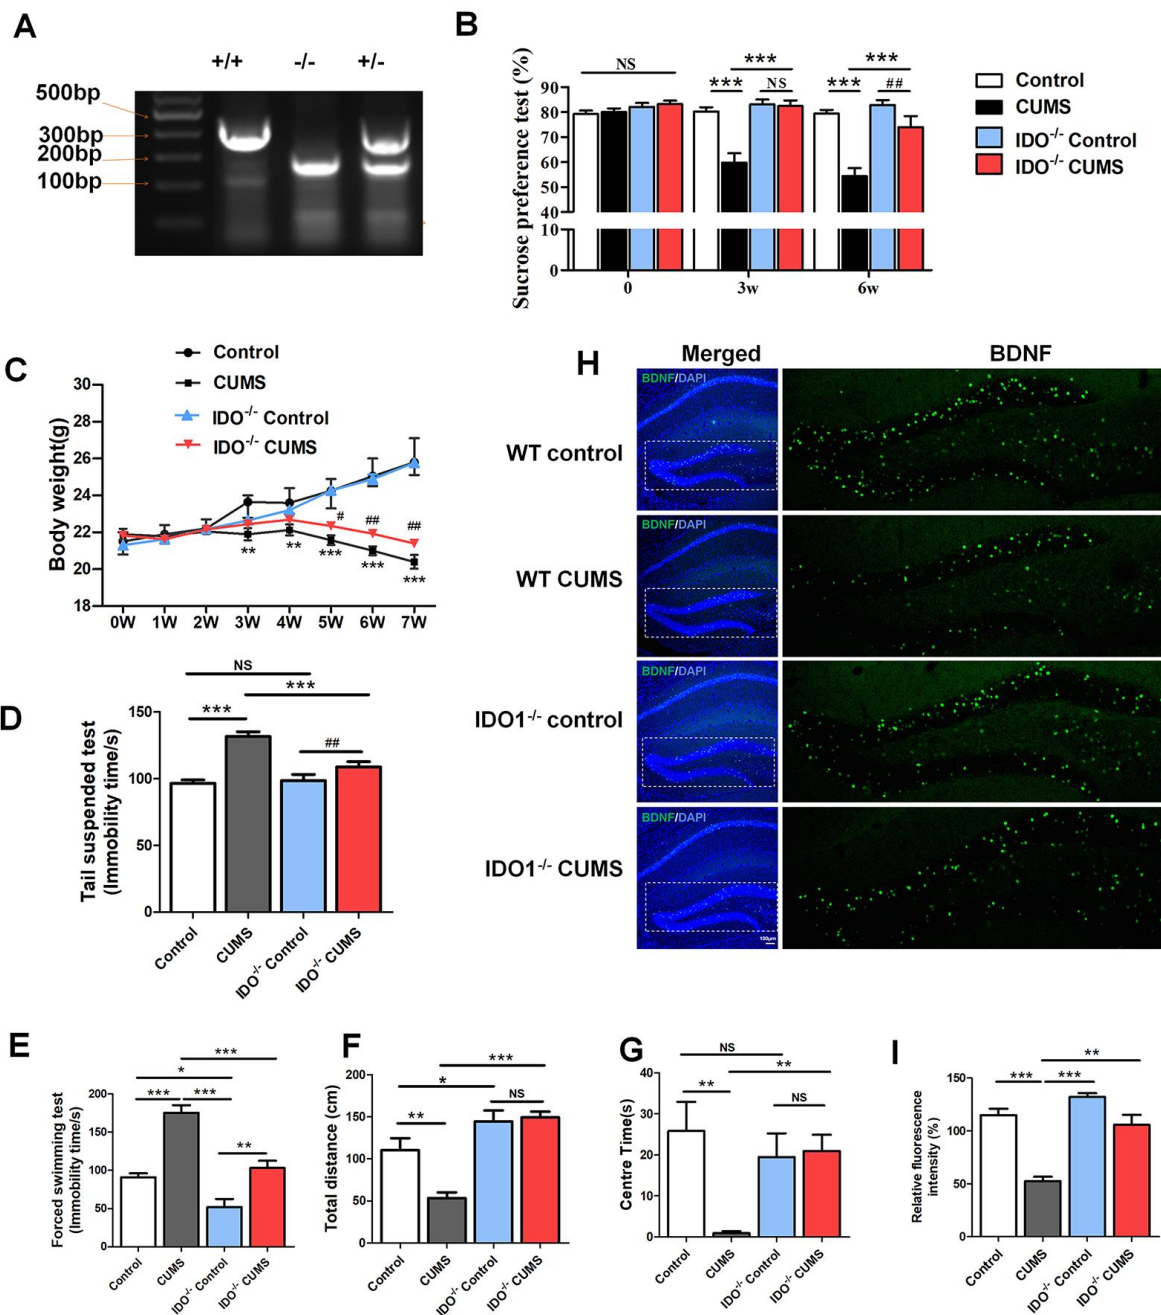 A
+/+ -/- +/-
500bp
300bp
200bp
100bp
B
Sucrose preference test (%)
90
80
60
50
40
10
0
NS
*** *** NS
*** *** ##
0 3w 6w
Control
CUMS
IDO-/- Control
IDO-/- CUMS
C
Control
CUMS
IDO-/- Control
IDO-/- CUMS
Body weight(g)
30
28
26
24
22
20
18
# ## ##
** ** *** *** ***
0W 1W 2W 3W 4W 5W 6W 7W
D
Tail suspended test
(Immobility time/s)
150
100
50
0
NS
***
***
##
Control
CUMS
IDO-/- Control
IDO-/- CUMS
H
Merged BDNF
WT control
BDNF/DAPI
WT CUMS
BDNF/DAPI
IDO1-/- control
BDNF/DAPI
IDO1-/- CUMS
BDNF/DAPI
100μm
E
Forced swimming test
(Immobility time/s)
200
150
100
50
0
***
*
*** ***
**
Control
CUMS
IDO-/- Control
IDO-/- CUMS
F
Total distance (cm)
200
150
100
50
0
***
*
NS
**
Control
CUMS
IDO-/- Control
IDO-/- CUMS
G
Centre Time(s)
40
30
20
10
0
NS
**
**
NS
Control
CUMS
IDO-/- Control
IDO-/- CUMS
I
Relative fluorescence
intensity (%)
150
100
50
0
**
*** ***
Control
CUMS
IDO-/- Control
IDO-/- CUMS